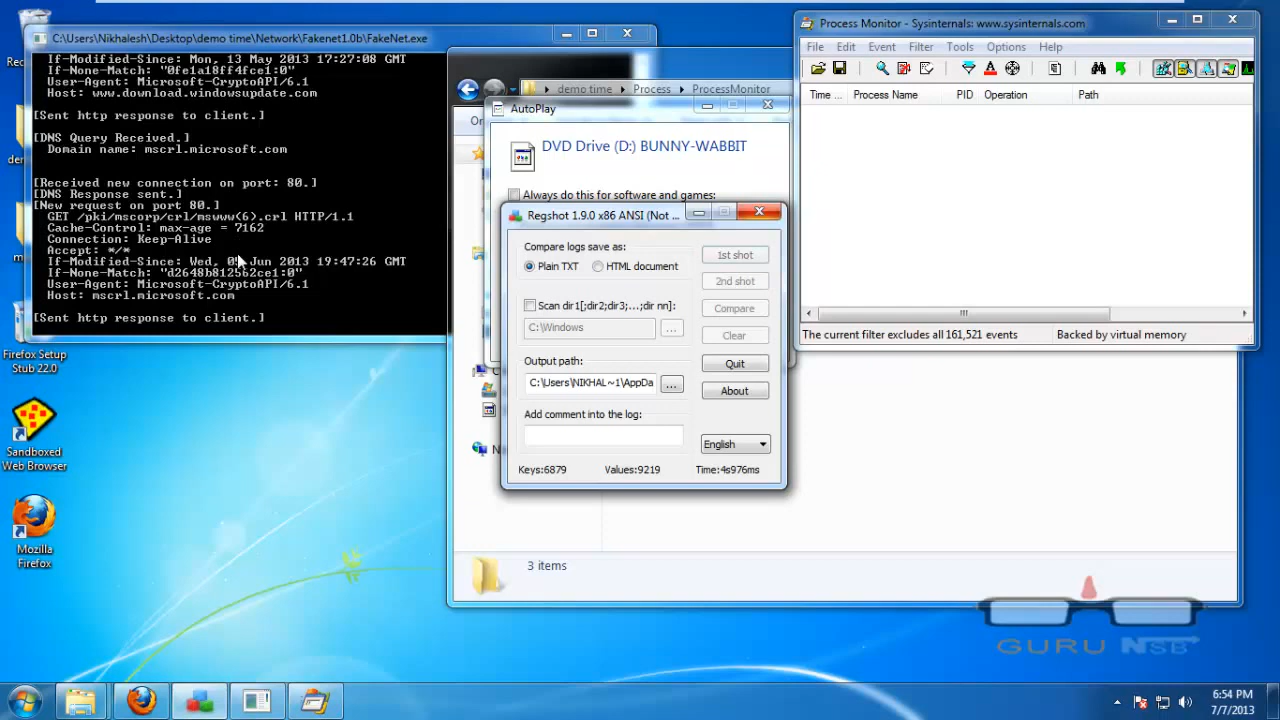 C:\Users\Nikhalesh\Desktop\demo time\Network\Fakenet1.0b\FakeNet.exe
If-Modified-Since: Mon, 13 May 2013 17:27:08 GMT
If-None-Match: "0fe1a18ff4fce1:0"
User-Agent: Microsoft-CryptoAPI/6.1
Host: www.download.windowsupdate.com
[Sent http response to client.]
[DNS Query Received.]
Domain name: mscrl.microsoft.com
[Received new connection on port: 80.]
[DNS Response sent.]
[New request on port 80.]
GET /pki/mscorp/crl/mswww(6).crl HTTP/1.1
Cache-Control: max-age = 7162
Connection: Keep-Alive
Accept: */*
If-Modified-Since: Wed, Jun 2013 19:47:26 GMT
If-None-Match:
User-Agent: Microsoft-CryptoAPI/6.1
Host: mscrl.microsoft.com
[Sent http response to client.]
demo time
Process
ProcessMonitor
AutoPlay
DVD Drive (D:) BUNNY-WABBIT
Always do this for software and games:
Regshot 1.9.0 x86 ANSI (Not ...
Compare logs save as:
Plain TXT
HTML document
1st shot
2nd shot
Scan dir1[;dir2;dir3;...;dir nn]:
Compare
C:\Windows
...
Clear
Output path:
Quit
C:\Users\NIKHAL~1\AppDa
...
About
Add comment into the log:
English
Keys:6879
Values:9219
Time:4s976ms
3 items
Process Monitor - Sysinternals: www.sysinternals.com
File Edit Event Filter Tools Options Help
Time ... Process Name PID Operation Path
The current filter excludes all 161,521 events
Backed by virtual memory
Firefox Setup
Stub 22.0
Sandboxed
Web Browser
Mozilla
Firefox
GURU NSB
6:54 PM
7/7/2013